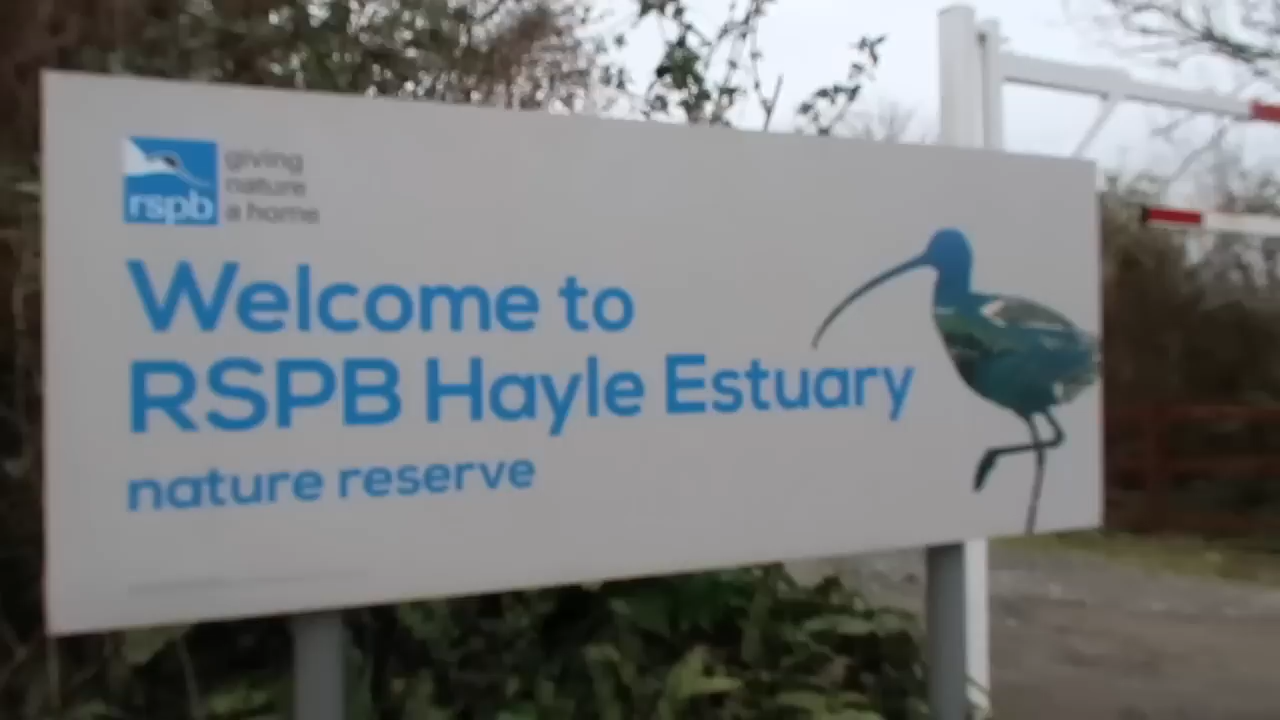 rspb
giving
nature
a home
Welcome to
RSPB Hayle Estuary
nature reserve